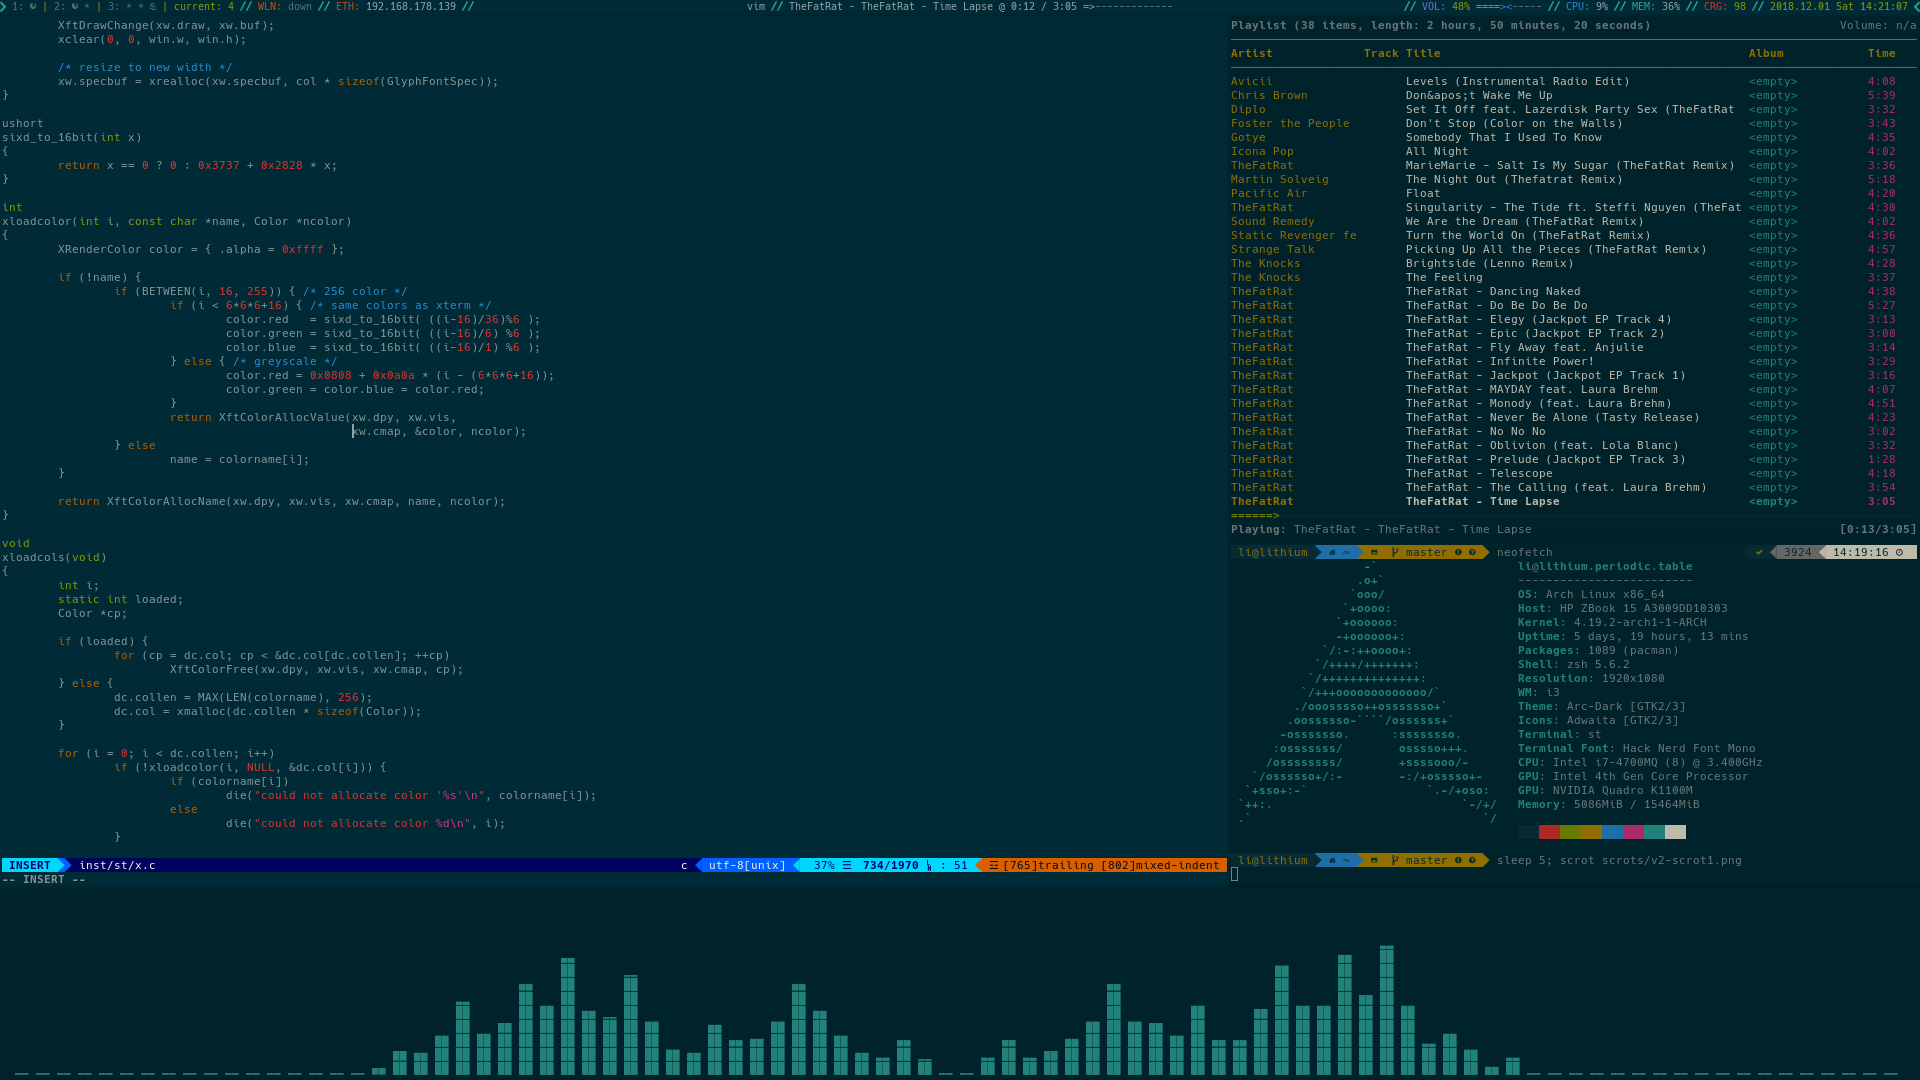 1: | 2: * | 3: * * | current: 4 // WLN: down // ETH: 192.168.178.139 //
vim // TheFatRat - TheFatRat - Time Lapse @ 0:12 / 3:05 =>-------------
// VOL: 48% ====><----- // CPU: 9% // MEM: 36% // CRG: 98 // 2018.12.01 Sat 14:21:07
XftDrawChange(xw.draw, xw.buf);
xclear(0, 0, win.w, win.h);
/* resize to new width */
xw.specbuf = xrealloc(xw.specbuf, col * sizeof(GlyphFontSpec));
}
ushort
sixd_to_16bit(int x)
{
return x == 0 ? 0 : 0x3737 + 0x2828 * x;
}
int
xloadcolor(int i, const char *name, Color *ncolor)
{
XRenderColor color = { .alpha = 0xffff };
if (!name) {
if (BETWEEN(i, 16, 255)) { /* 256 color */
if (i < 6*6*6+16) { /* same colors as xterm */
color.red   = sixd_to_16bit( ((i-16)/36)%6 );
color.green = sixd_to_16bit( ((i-16)/6) %6 );
color.blue  = sixd_to_16bit( ((i-16)/1) %6 );
} else { /* greyscale */
color.red = 0x0808 + 0x0a0a * (i - (6*6*6+16));
color.green = color.blue = color.red;
}
return XftColorAllocValue(xw.dpy, xw.vis,
xw.cmap, &color, ncolor);
} else
name = colorname[i];
}
return XftColorAllocName(xw.dpy, xw.vis, xw.cmap, name, ncolor);
}
void
xloadcols(void)
{
int i;
static int loaded;
Color *cp;
if (loaded) {
for (cp = dc.col; cp < &dc.col[dc.collen]; ++cp)
XftColorFree(xw.dpy, xw.vis, xw.cmap, cp);
} else {
dc.collen = MAX(LEN(colorname), 256);
dc.col = xmalloc(dc.collen * sizeof(Color));
}
for (i = 0; i < dc.collen; i++)
if (!xloadcolor(i, NULL, &dc.col[i])) {
if (colorname[i])
die("could not allocate color '%s'\n", colorname[i]);
else
die("could not allocate color %d\n", i);
}
INSERT inst/st/x.c c utf-8[unix] 37% ☰ 734/1970 : 51 [765]trailing [802]mixed-indent
-- INSERT --
Playlist (38 items, length: 2 hours, 50 minutes, 20 seconds) Volume: n/a
Artist Track Title Album Time
Avicii Levels (Instrumental Radio Edit) <empty> 4:08
Chris Brown Don&apos;t Wake Me Up <empty> 5:39
Diplo Set It Off feat. Lazerdisk Party Sex (TheFatRat <empty> 3:32
Foster the People Don't Stop (Color on the Walls) <empty> 3:43
Gotye Somebody That I Used To Know <empty> 4:35
Icona Pop All Night <empty> 4:02
TheFatRat MarieMarie - Salt Is My Sugar (TheFatRat Remix) <empty> 3:36
Martin Solveig The Night Out (Thefatrat Remix) <empty> 5:18
Pacific Air Float <empty> 4:20
TheFatRat Singularity - The Tide ft. Steffi Nguyen (TheFat <empty> 4:30
Sound Remedy We Are the Dream (TheFatRat Remix) <empty> 4:02
Static Revenger fe Turn the World On (TheFatRat Remix) <empty> 4:36
Strange Talk Picking Up All the Pieces (TheFatRat Remix) <empty> 4:57
The Knocks Brightside (Lenno Remix) <empty> 4:28
The Knocks The Feeling <empty> 3:37
TheFatRat TheFatRat - Dancing Naked <empty> 4:38
TheFatRat TheFatRat - Do Be Do Be Do <empty> 5:27
TheFatRat TheFatRat - Elegy (Jackpot EP Track 4) <empty> 3:13
TheFatRat TheFatRat - Epic (Jackpot EP Track 2) <empty> 3:00
TheFatRat TheFatRat - Fly Away feat. Anjulie <empty> 3:14
TheFatRat TheFatRat - Infinite Power! <empty> 3:29
TheFatRat TheFatRat - Jackpot (Jackpot EP Track 1) <empty> 3:16
TheFatRat TheFatRat - MAYDAY feat. Laura Brehm <empty> 4:07
TheFatRat TheFatRat - Monody (feat. Laura Brehm) <empty> 4:51
TheFatRat TheFatRat - Never Be Alone (Tasty Release) <empty> 4:23
TheFatRat TheFatRat - No No No <empty> 3:02
TheFatRat TheFatRat - Oblivion (feat. Lola Blanc) <empty> 3:32
TheFatRat TheFatRat - Prelude (Jackpot EP Track 3) <empty> 1:28
TheFatRat TheFatRat - Telescope <empty> 4:18
TheFatRat TheFatRat - The Calling (feat. Laura Brehm) <empty> 3:54
TheFatRat TheFatRat - Time Lapse <empty> 3:05
======>
Playing: TheFatRat - TheFatRat - Time Lapse [0:13/3:05]
li@lithium ~ master neofetch ✓ 3924 14:19:16
-`
.o+`
`ooo/
`+oooo:
`+oooooo:
-+oooooo+:
`/:-:++oooo+:
`/++++/+++++++:
`/++++++++++++++:
`/+++ooooooooooooo/`
./ooosssso++osssssso+`
.oossssso-````/ossssss+`
-osssssso. :ssssssso.
:osssssss/ osssso+++.
/ossssssss/ +ssssooo/-
`/ossssso+/:- -:/+osssso+-
`+sso+:-` `.-/+oso:
`++:. `-/+/
.` `/
li@lithium.periodic.table
-------------------------
OS: Arch Linux x86_64
Host: HP ZBook 15 A3009DD10303
Kernel: 4.19.2-arch1-1-ARCH
Uptime: 5 days, 19 hours, 13 mins
Packages: 1089 (pacman)
Shell: zsh 5.6.2
Resolution: 1920x1080
WM: i3
Theme: Arc-Dark [GTK2/3]
Icons: Adwaita [GTK2/3]
Terminal: st
Terminal Font: Hack Nerd Font Mono
CPU: Intel i7-4700MQ (8) @ 3.400GHz
GPU: Intel 4th Gen Core Processor
GPU: NVIDIA Quadro K1100M
Memory: 5086MiB / 15464MiB
li@lithium ~ master sleep 5; scrot scrots/v2-scrot1.png